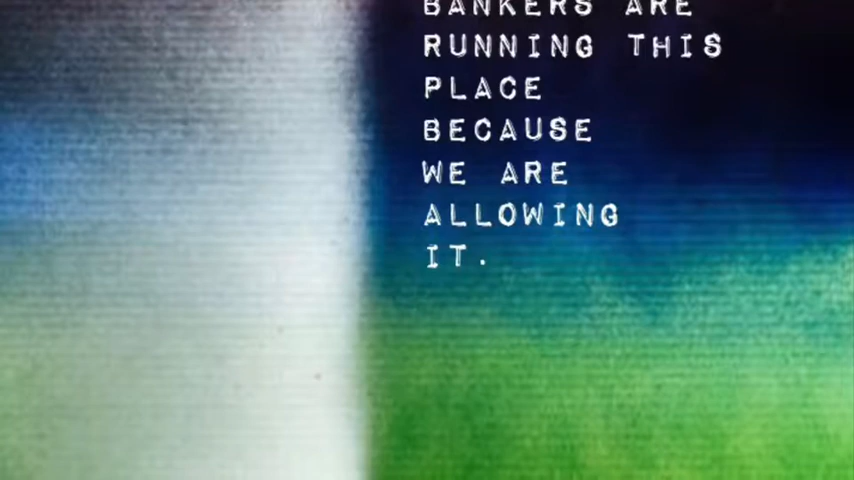 BANKERS ARE
RUNNING THIS
PLACE
BECAUSE
WE ARE
ALLOWING
IT.